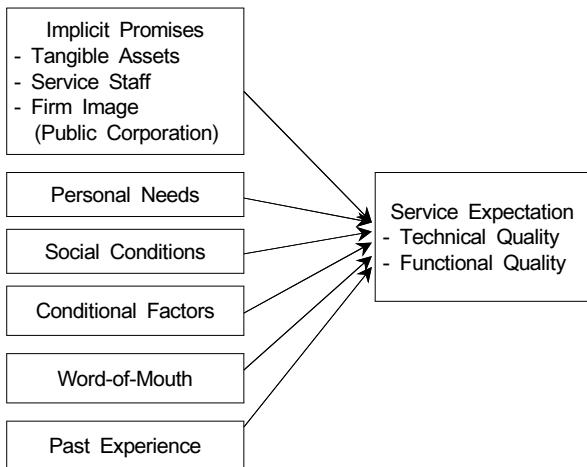 Implicit Promises
- Tangible Assets
- Service Staff
- Firm Image
(Public Corporation)
Personal Needs
Social Conditions
Conditional Factors
Word-of-Mouth
Past Experience
Service Expectation
- Technical Quality
- Functional Quality